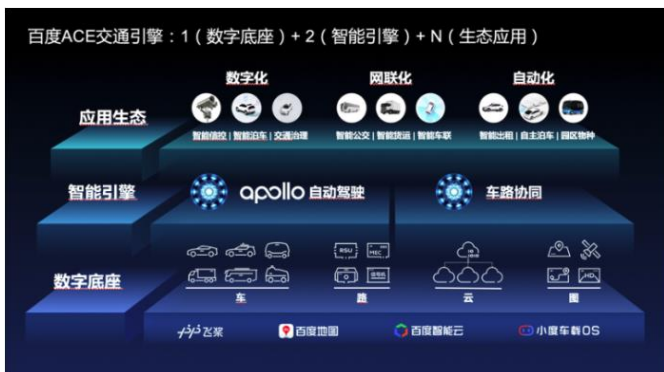 百度ACE交通引擎：1（数字底座）+ 2（智能引擎）+ N（生态应用）
数字化 网联化 自动化
应用生态
智能信控 | 智能泊车 | 交通治理 智能公交 | 智能货运 | 智能车联 智能出租 | 自主泊车 | 园区物种
智能引擎 apollo 自动驾驶 车路协同
RSU MEC
数字底座
HD
车 路 云 图
飞桨 百度地图 百度智能云 小度车载OS